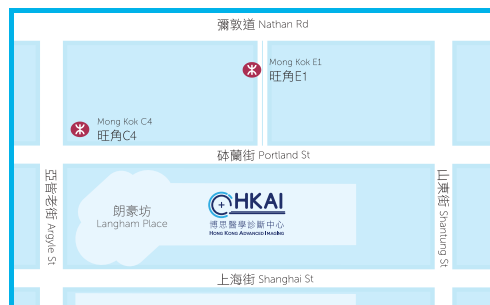 彌敦道 Nathan Rd
Mong Kok E1
旺角E1
Mong Kok C4
旺角C4
砵蘭街 Portland St
亞皆老街 Argyle St
朗豪坊
Langham Place
HKAI
博思醫學診斷中心
Hong Kong Advanced Imaging
山東街 Shantung St
上海街 Shanghai St